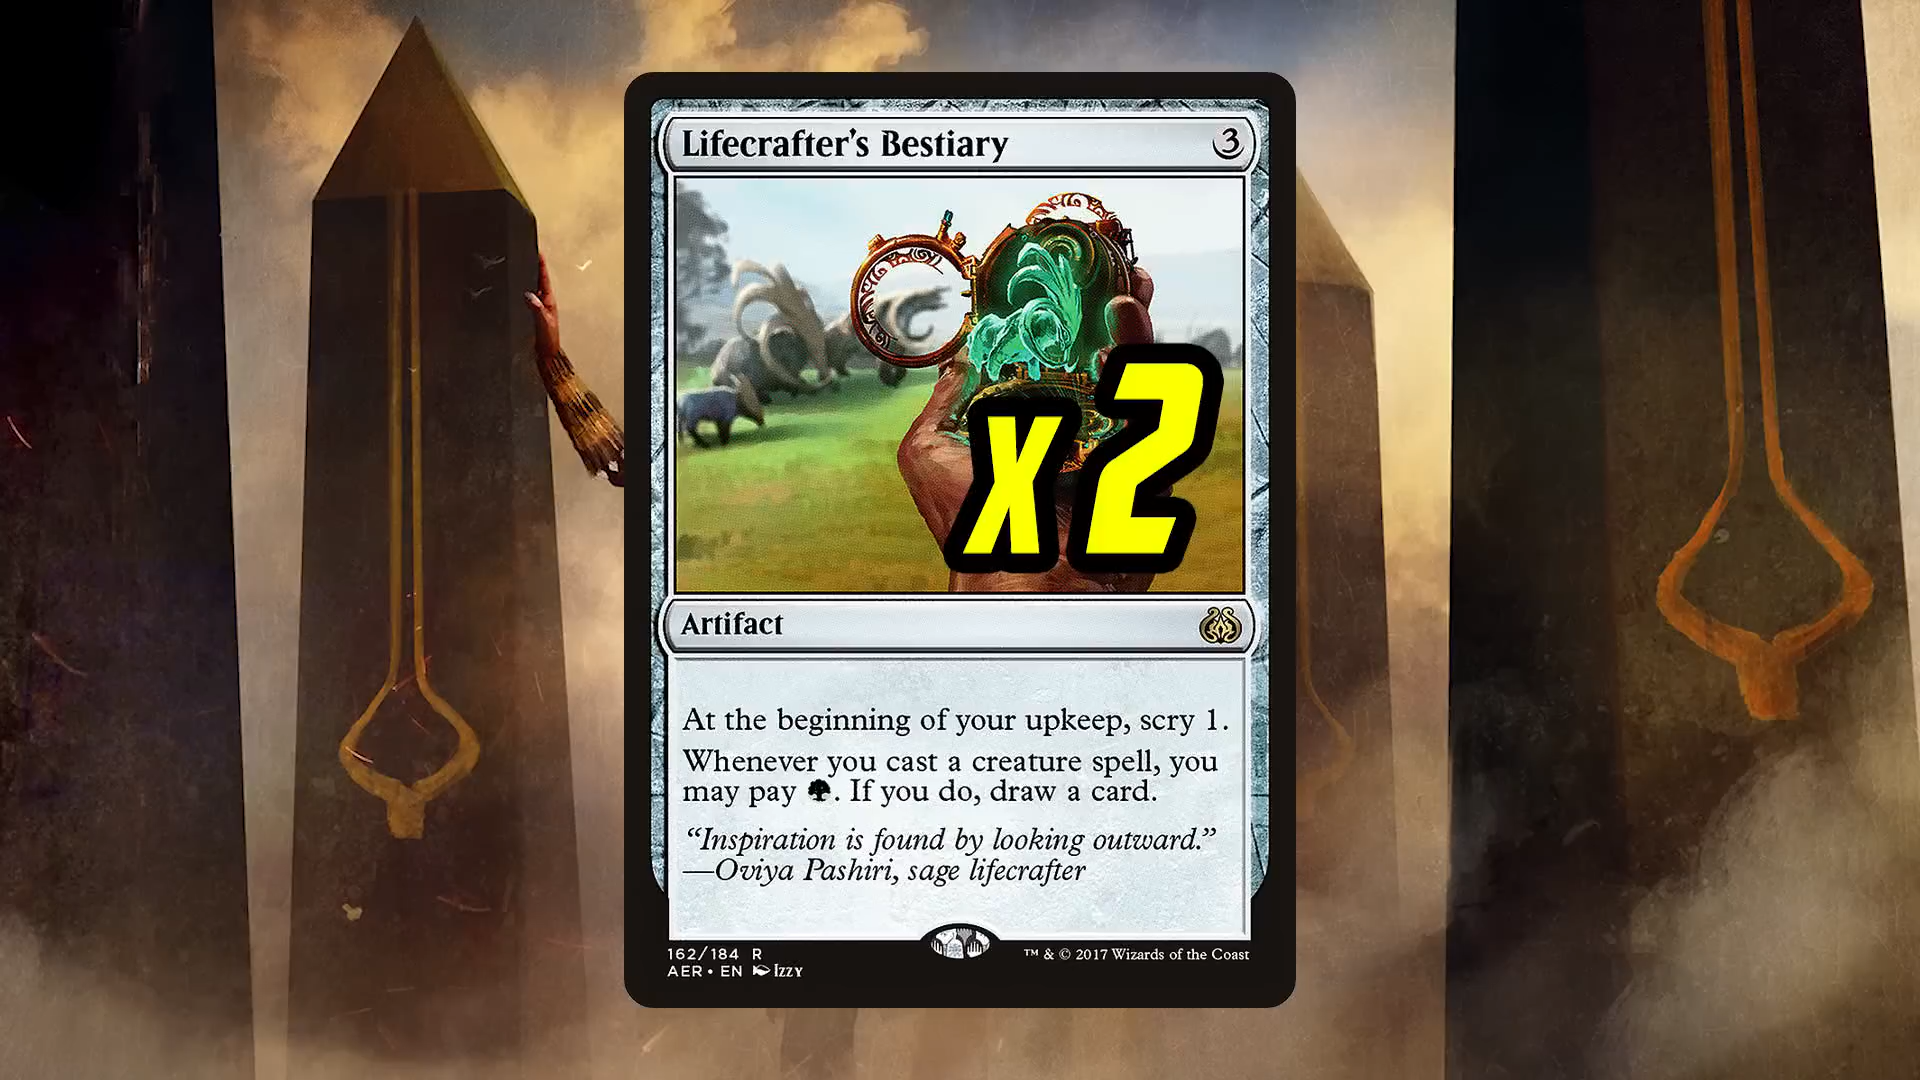 Lifecrafter's Bestiary 3
x2
Artifact
At the beginning of your upkeep, scry 1.
Whenever you cast a creature spell, you
may pay . If you do, draw a card.
“Inspiration is found by looking outward.”
—Oviya Pashiri, sage lifecrafter
162/184 R
AER • EN Izzy
™ & © 2017 Wizards of the Coast